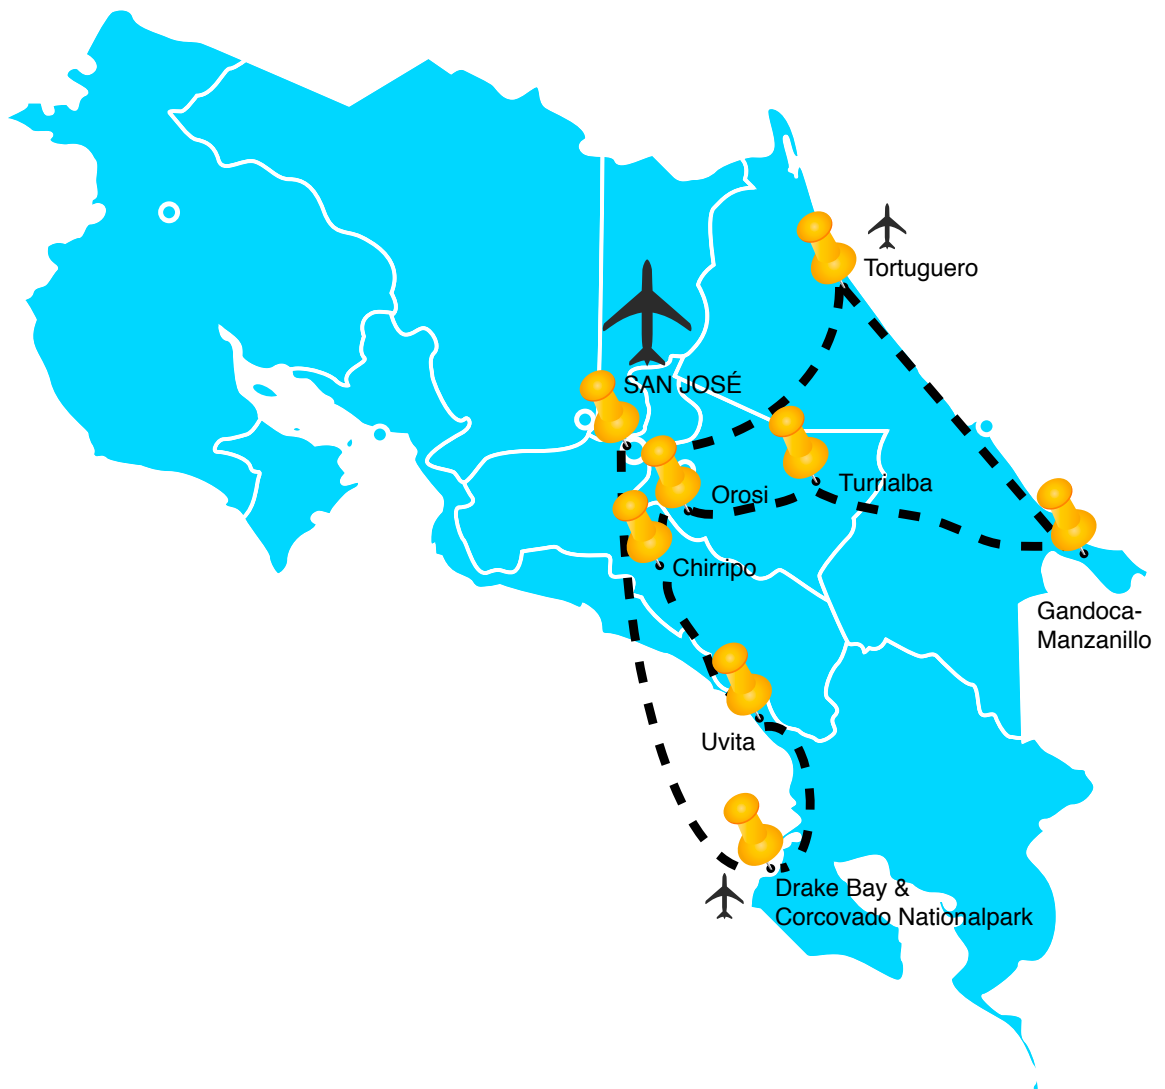 Tortuguero
SAN JOSÉ
Turrialba
Orosi
Chirripo
Gandoca-
Manzanillo
Uvita
Drake Bay &
Corcovado Nationalpark